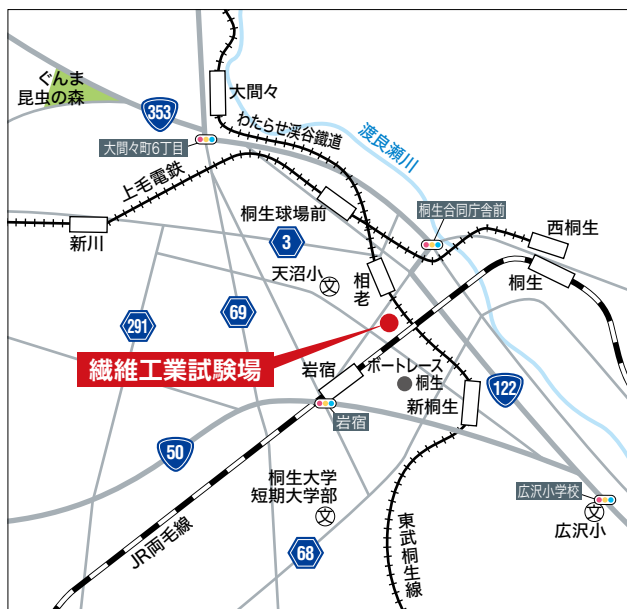 ぐんま
昆虫の森
353
大間々
わたらせ渓谷鐵道
渡良瀬川
大間々町6丁目
上毛電鉄
桐生球場前
桐生合同庁舎前
西桐生
新川
3
天沼小
文
相老
桐生
291
69
繊維工業試験場
岩宿
ボートレース
桐生
122
新桐生
岩宿
50
桐生大学
短期大学部
文
広沢小学校
文
広沢小
JR両毛線
68
東武桐生線